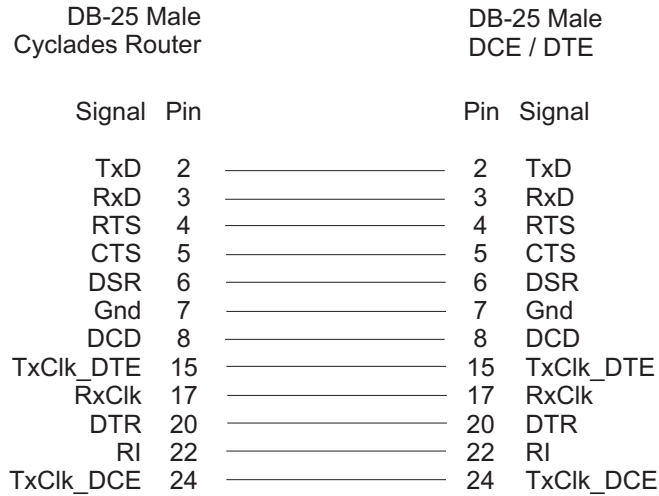 DB-25 Male DB-25 Male
Cyclades Router DCE / DTE
Signal Pin Pin Signal
TxD 2 2 TxD
RxD 3 3 RxD
RTS 4 4 RTS
CTS 5 5 CTS
DSR 6 6 DSR
Gnd 7 7 Gnd
DCD 8 8 DCD
TxClk_DTE 15 15 TxClk_DTE
RxClk 17 17 RxClk
DTR 20 20 DTR
RI 22 22 RI
TxClk_DCE 24 24 TxClk_DCE